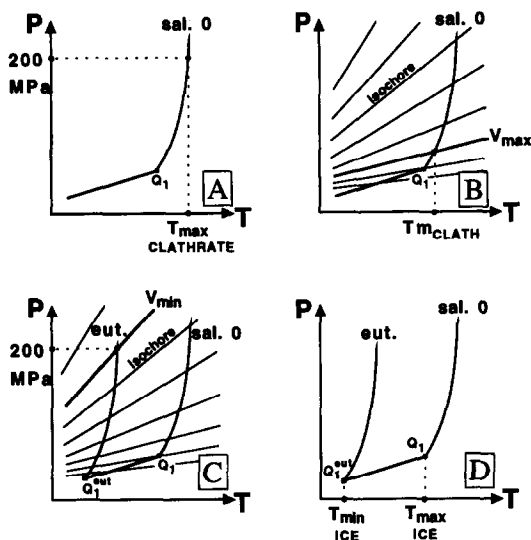 P
sal. 0
200
MPa
Q1
A
T
Tmax
CLATHRATE
P
sal. 0
Isochore
Vmax
Q1
B
T
TmCLATH
P
Vmin
eut.
sal. 0
200
MPa
Isochore
Q1
Q1eut
C
T
P
eut.
sal. 0
Q1
Q1eut
D
T
Tmin
ICE
Tmax
ICE